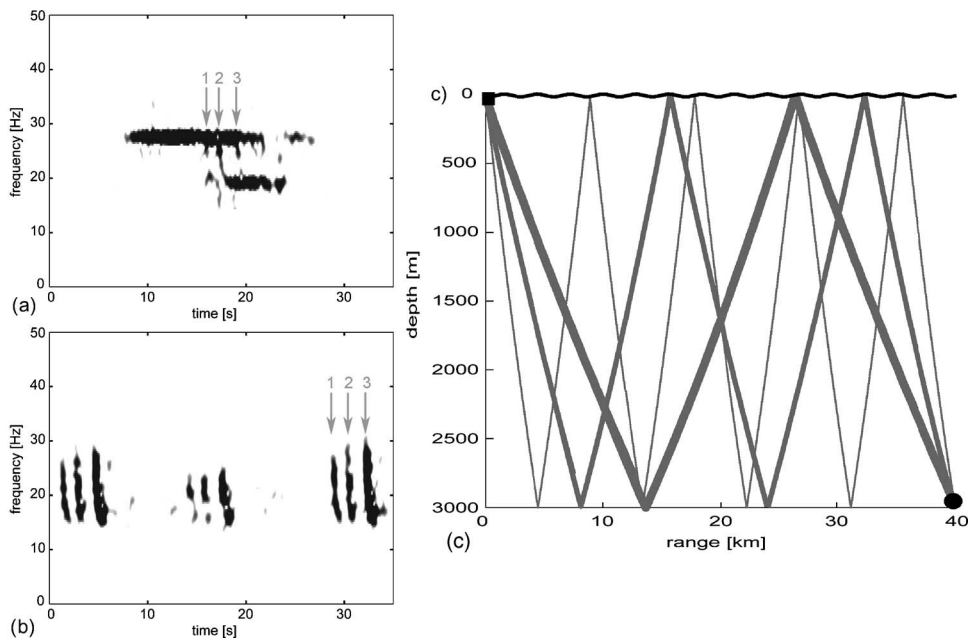 50
40
30
20
10
0
frequency [Hz]
1 2 3
0 10 20 30
time [s]
(a)
50
40
30
20
10
0
frequency [Hz]
1 2 3
0 10 20 30
time [s]
(b)
c) 0
500
1000
1500
2000
2500
3000
depth [m]
0 10 20 30 40
range [km]
(c)